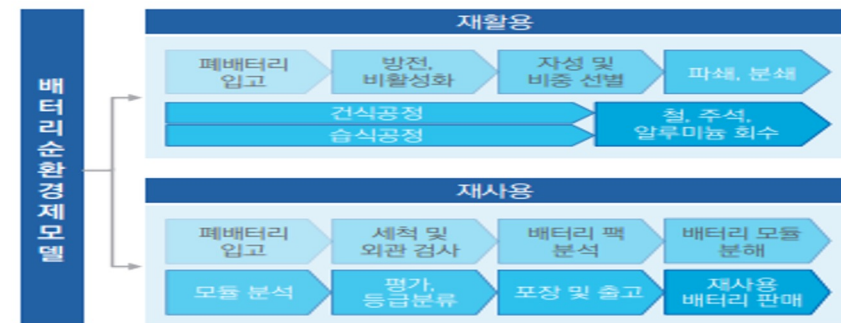 배터리순환경제모델
재활용
폐배터리
입고
방전,
비활성화
자성 및
비중 선별
파쇄, 분쇄
건식공정
습식공정
철, 주석,
알루미늄 회수
재사용
폐배터리
입고
세척 및
외관 검사
배터리 팩
분석
배터리 모듈
분해
모듈 분석
평가,
등급분류
포장 및 출고
재사용
배터리 판매